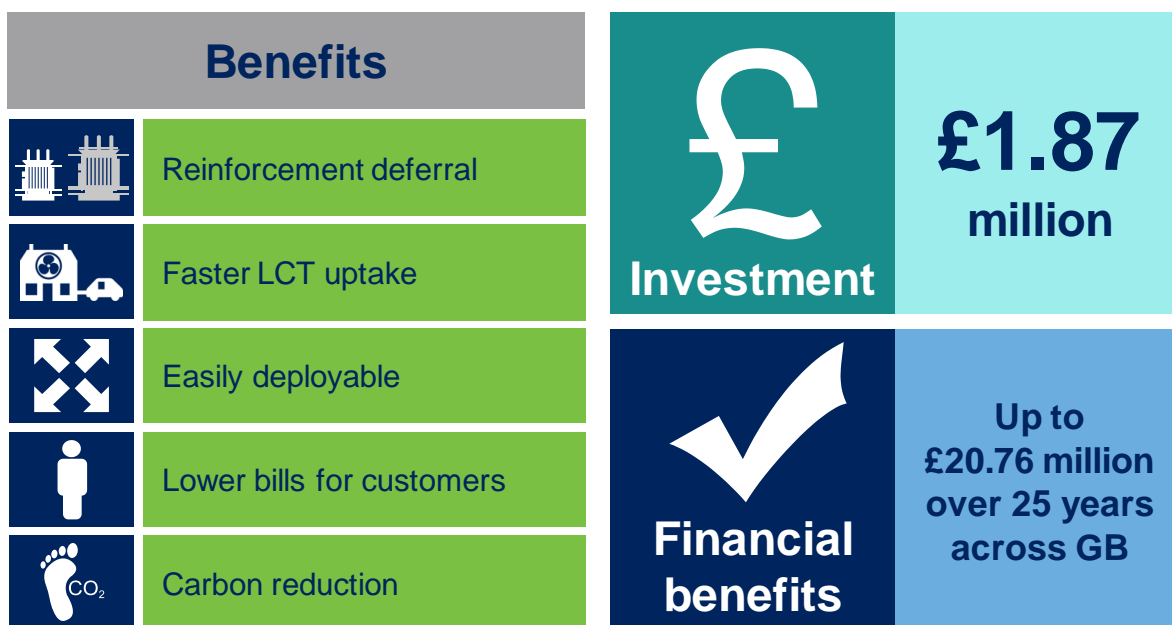 Benefits
Reinforcement deferral
Faster LCT uptake
Easily deployable
Lower bills for customers
CO₂
Carbon reduction
£
Investment
£1.87
million
Financial
benefits
Up to
£20.76 million
over 25 years
across GB